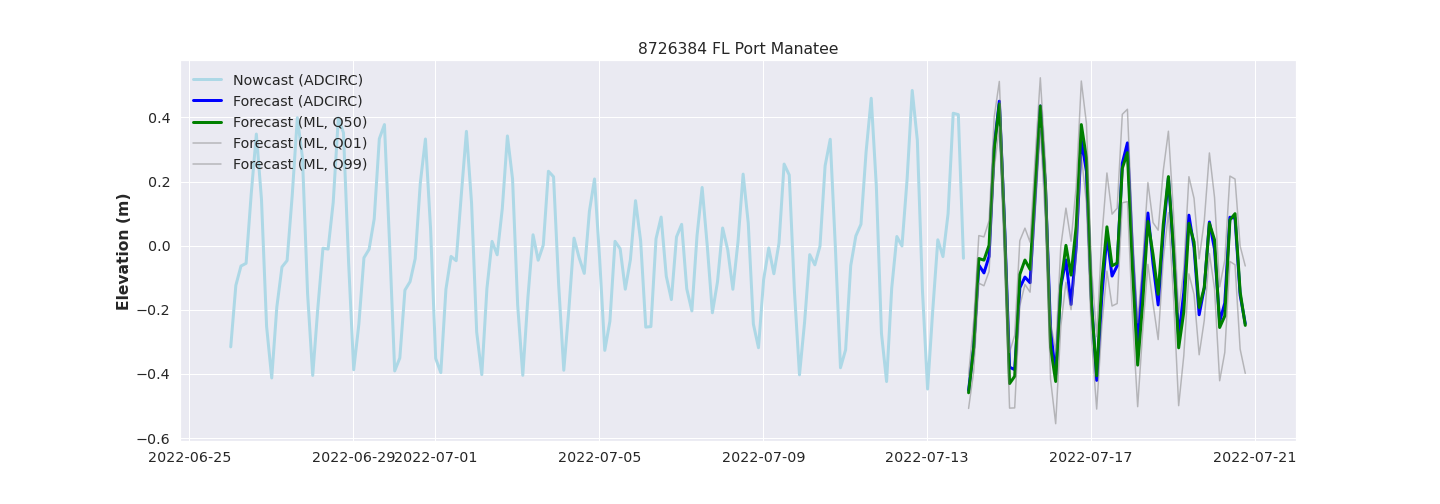 8726384 FL Port Manatee
Nowcast (ADCIRC)
Forecast (ADCIRC)
Forecast (ML, Q50)
Forecast (ML, Q01)
Forecast (ML, Q99)
Elevation (m)
0.4
0.2
0.0
−0.2
−0.4
−0.6
2022-06-25 2022-06-29 2022-07-01 2022-07-05 2022-07-09 2022-07-13 2022-07-17 2022-07-21